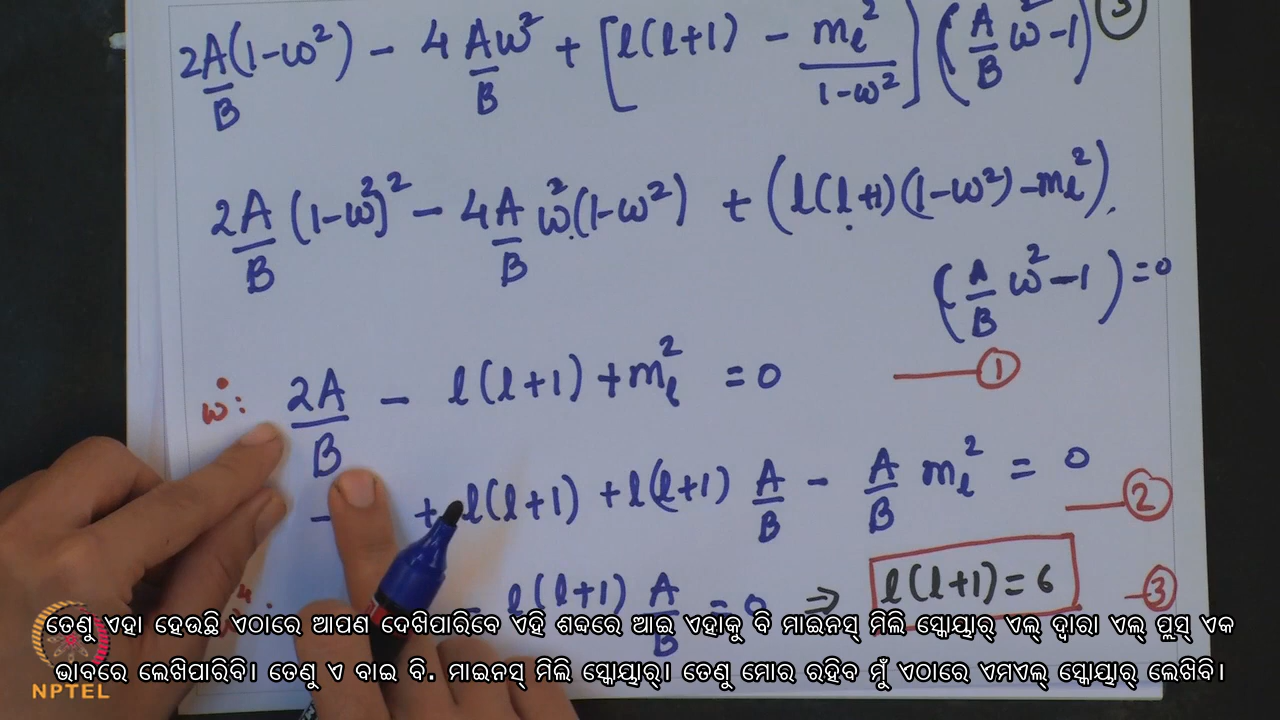 2A/B (1-ω²) - 4 A/B ω² + [l(l+1) - m_l²/(1-ω²)] (A/B ω² - 1) ③
2A/B (1-ω²)² - 4A/B ω²(1-ω²) + (l(l+1)(1-ω²) - m_l²).
(A/B ω² - 1) = 0
ω°: 2A/B - l(l+1) + m_l² = 0 — ①
- + l(l+1) + l(l+1) A/B - A/B m_l² = 0 — ②
- l(l+1) A/B = 0 ⇒ l(l+1) = 6 — ③
ତେଣୁ ଏହା ହେଉଛି ଏଠାରେ ଆପଣ ଦେଖିପାରିବେ ଏହି ଶବ୍ଦରେ ଆଇ ଏହାକୁ ବି ମାଇନସ୍ ମିଲି ସ୍କୋୟାର୍ ଏଲ୍ ଦ୍ୱାରା ଏଲ୍ ପ୍ଲସ୍ ଏକ
ଭାବରେ ଲେଖିପାରିବି। ତେଣୁ ଏ ବାଇ ବି. ମାଇନସ୍ ମିଲି ସ୍କୋୟାର୍। ତେଣୁ ମୋର ରହିବ ମୁଁ ଏଠାରେ ଏମଏଲ୍ ସ୍କୋୟାର୍ ଲେଖିବି।
NPTEL